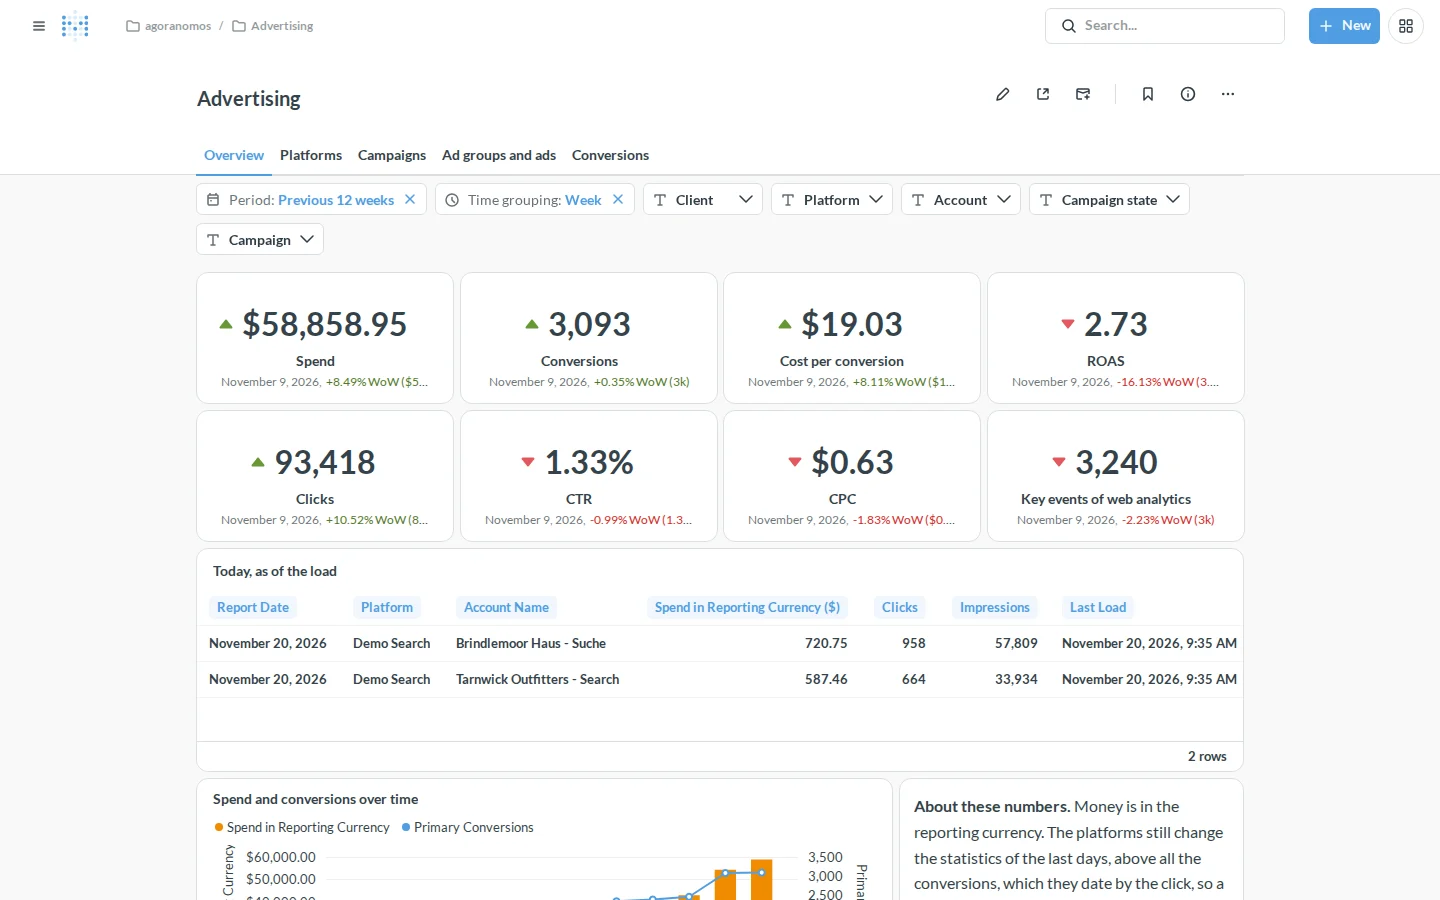 agoranomos / Advertising
Search...
New
Advertising
Overview Platforms Campaigns Ad groups and ads Conversions
Period: Previous 12 weeks
Time grouping: Week
Client
Platform
Account
Campaign state
Campaign
$58,858.95
Spend
November 9, 2026, +8.49% WoW ($5...
3,093
Conversions
November 9, 2026, +0.35% WoW (3k)
$19.03
Cost per conversion
November 9, 2026, +8.11% WoW ($1...
2.73
ROAS
November 9, 2026, -16.13% WoW (3....
93,418
Clicks
November 9, 2026, +10.52% WoW (8...
1.33%
CTR
November 9, 2026, -0.99% WoW (1.3...
$0.63
CPC
November 9, 2026, -1.83% WoW ($0....
3,240
Key events of web analytics
November 9, 2026, -2.23% WoW (3k)
Today, as of the load
Report Date Platform Account Name Spend in Reporting Currency ($) Clicks Impressions Last Load
November 20, 2026 Demo Search Brindlemoor Haus - Suche 720.75 958 57,809 November 20, 2026, 9:35 AM
November 20, 2026 Demo Search Tarnwick Outfitters - Search 587.46 664 33,934 November 20, 2026, 9:35 AM
2 rows
Spend and conversions over time
Spend in Reporting Currency Primary Conversions
Currency
$60,000.00
$50,000.00
3,500
3,000
2,500
About these numbers. Money is in the
reporting currency. The platforms still change
the statistics of the last days, above all the
conversions, which they date by the click, so a